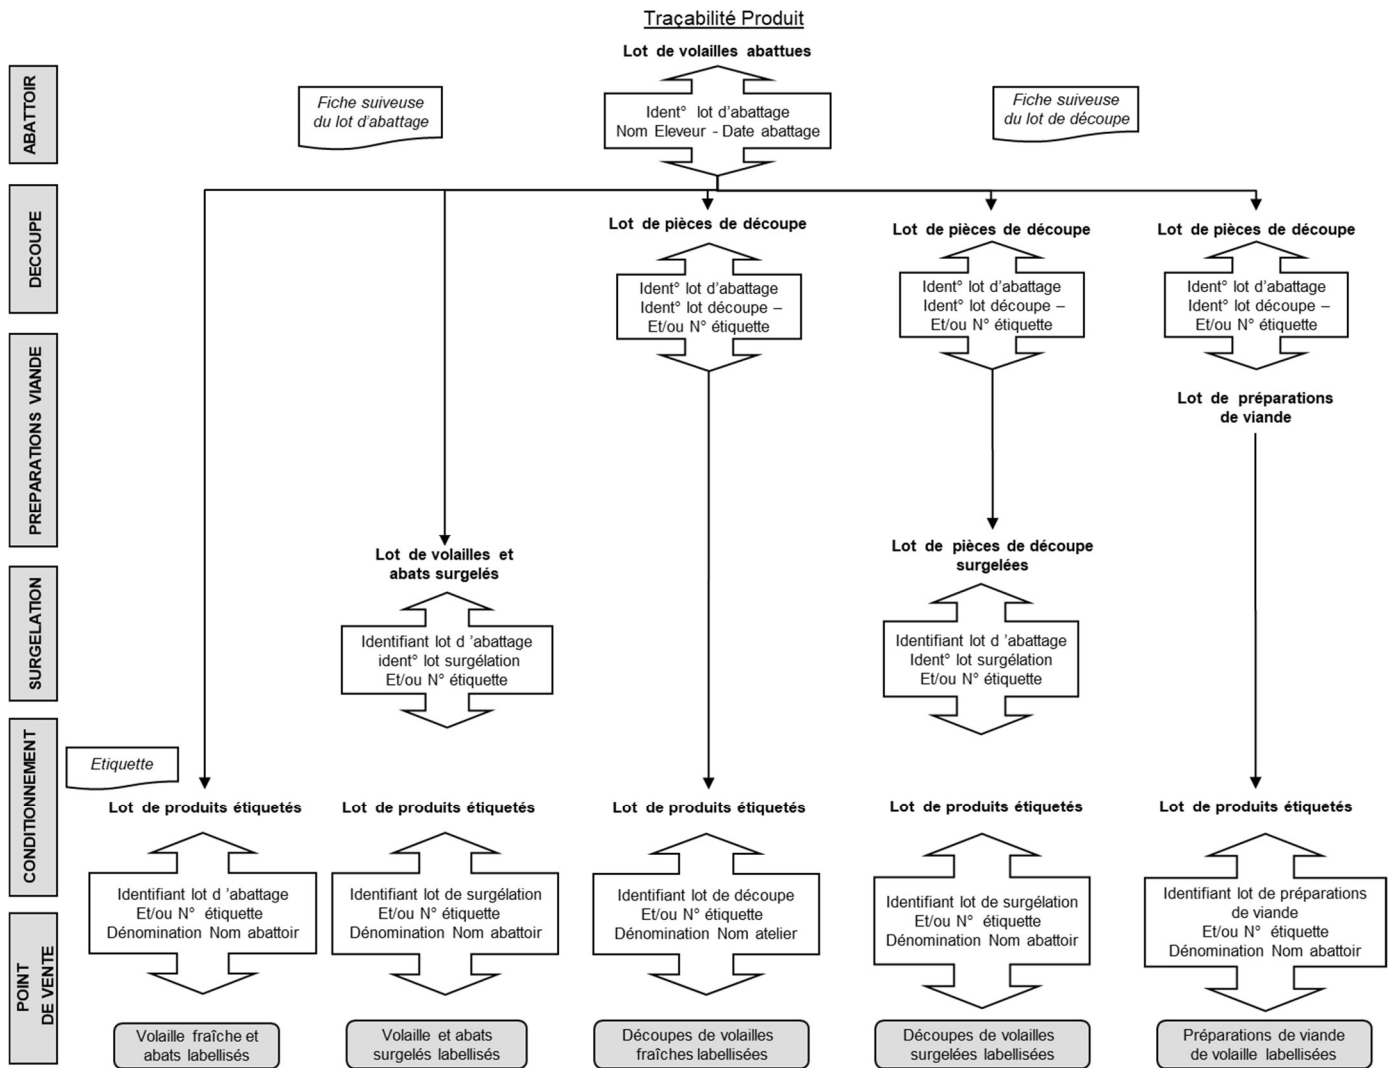 Traçabilité Produit
Lot de volailles abattues
ABATTOIR
Fiche suiveuse
du lot d'abattage
Ident° lot d'abattage
Nom Eleveur - Date abattage
Fiche suiveuse
du lot de découpe
DECOUPE
Lot de pièces de découpe
Ident° lot d'abattage
Ident° lot découpe –
Et/ou N° étiquette
Lot de pièces de découpe
Ident° lot d'abattage
Ident° lot découpe –
Et/ou N° étiquette
Lot de pièces de découpe
Ident° lot d'abattage
Ident° lot découpe –
Et/ou N° étiquette
PREPARATIONS VIANDE
Lot de préparations
de viande
Lot de volailles et
abats surgelés
Lot de pièces de découpe
surgelées
SURGELATION
Identifiant lot d 'abattage
ident° lot surgélation
Et/ou N° étiquette
Identifiant lot d 'abattage
Ident° lot surgélation
Et/ou N° étiquette
CONDITIONNEMENT
Etiquette
Lot de produits étiquetés
Lot de produits étiquetés
Lot de produits étiquetés
Lot de produits étiquetés
Lot de produits étiquetés
Identifiant lot d 'abattage
Et/ou N° étiquette
Dénomination Nom abattoir
Identifiant lot de surgélation
Et/ou N° étiquette
Dénomination Nom abattoir
Identifiant lot de découpe
Et/ou N° étiquette
Dénomination Nom atelier
Identifiant lot de surgélation
Et/ou N° étiquette
Dénomination Nom abattoir
Identifiant lot de préparations
de viande
Et/ou N° étiquette
Dénomination Nom abattoir
POINT
DE VENTE
Volaille fraîche et
abats labellisés
Volaille et abats
surgelés labellisés
Découpes de volailles
fraîches labellisées
Découpes de volailles
surgelées labellisées
Préparations de viande
de volaille labellisées